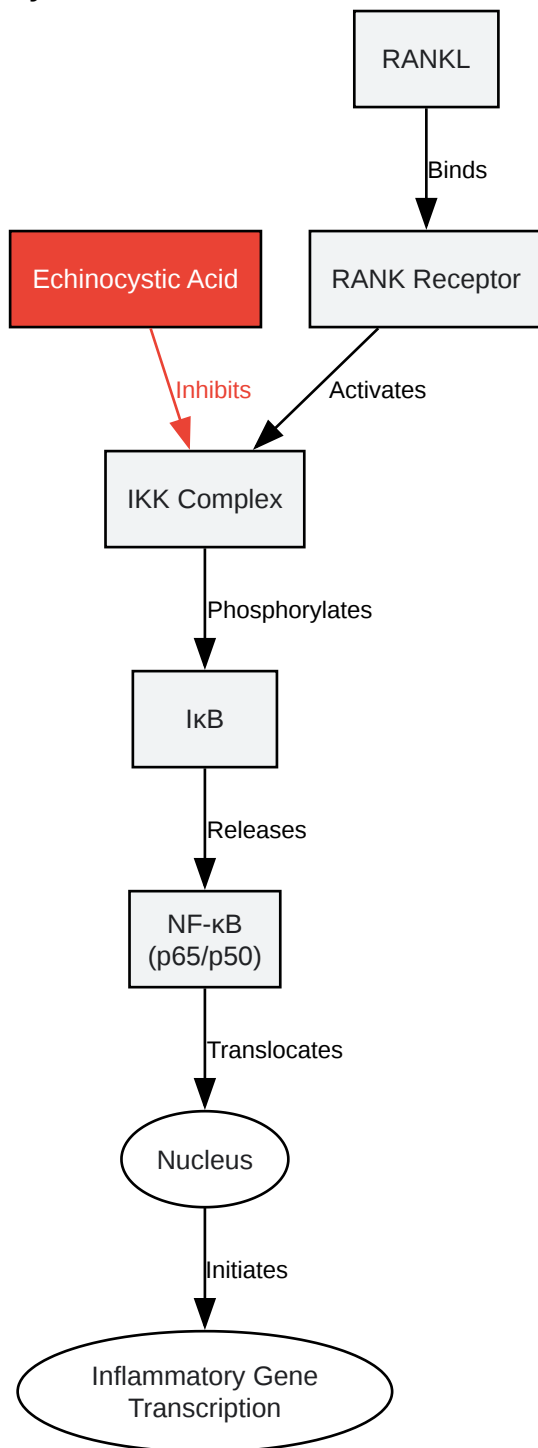 RANKL
Binds
Echinocystic Acid
RANK Receptor
Inhibits
Activates
IKK Complex
Phosphorylates
IκB
Releases
NF-κB
(p65/p50)
Translocates
Nucleus
Initiates
Inflammatory Gene
Transcription